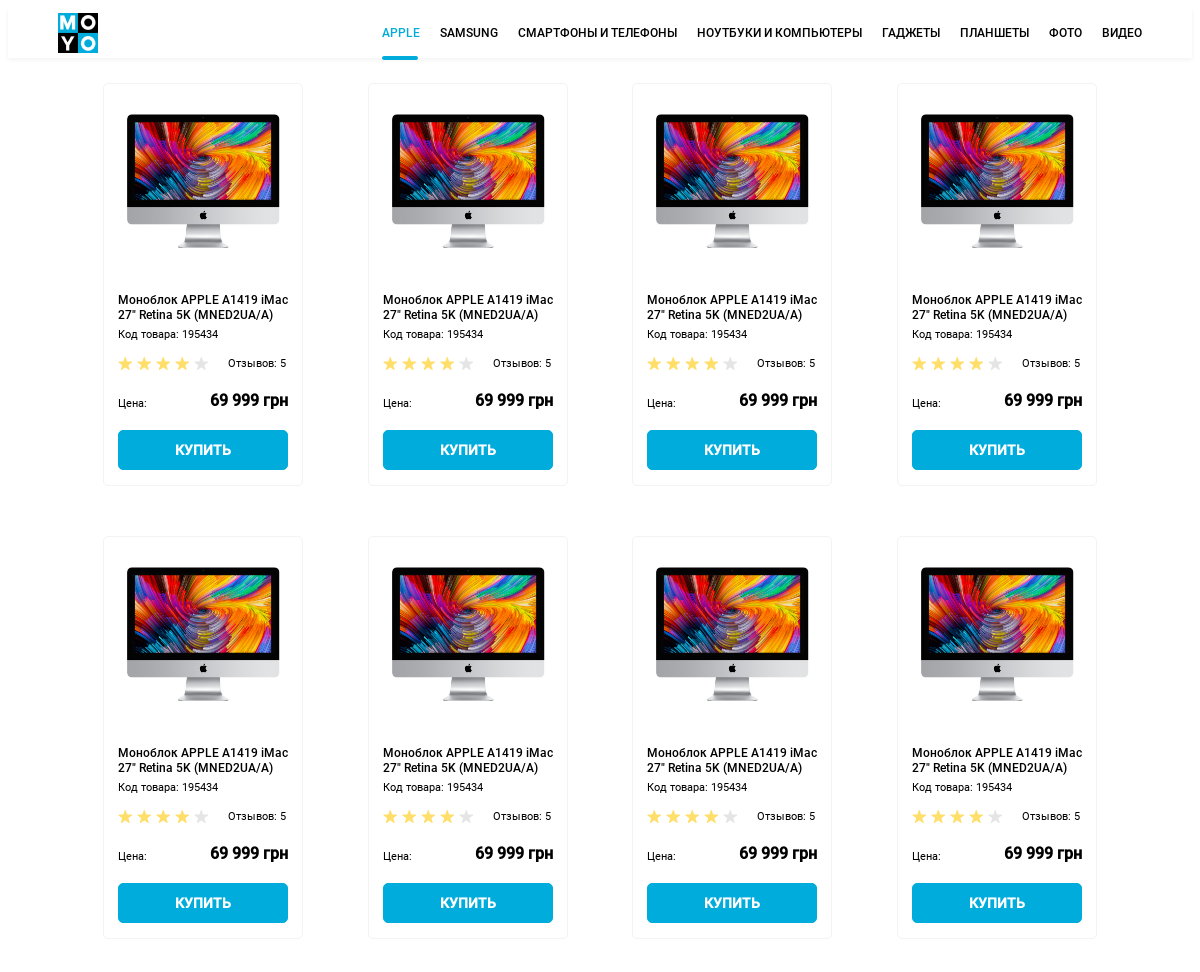 MO
YO
APPLE SAMSUNG СМАРТФОНЫ И ТЕЛЕФОНЫ НОУТБУКИ И КОМПЬЮТЕРЫ ГАДЖЕТЫ ПЛАНШЕТЫ ФОТО ВИДЕО
Моноблок APPLE A1419 iMac
27" Retina 5K (MNED2UA/A)
Код товара: 195434
Отзывов: 5
Цена: 69 999 грн
КУПИТЬ
Моноблок APPLE A1419 iMac
27" Retina 5K (MNED2UA/A)
Код товара: 195434
Отзывов: 5
Цена: 69 999 грн
КУПИТЬ
Моноблок APPLE A1419 iMac
27" Retina 5K (MNED2UA/A)
Код товара: 195434
Отзывов: 5
Цена: 69 999 грн
КУПИТЬ
Моноблок APPLE A1419 iMac
27" Retina 5K (MNED2UA/A)
Код товара: 195434
Отзывов: 5
Цена: 69 999 грн
КУПИТЬ
Моноблок APPLE A1419 iMac
27" Retina 5K (MNED2UA/A)
Код товара: 195434
Отзывов: 5
Цена: 69 999 грн
КУПИТЬ
Моноблок APPLE A1419 iMac
27" Retina 5K (MNED2UA/A)
Код товара: 195434
Отзывов: 5
Цена: 69 999 грн
КУПИТЬ
Моноблок APPLE A1419 iMac
27" Retina 5K (MNED2UA/A)
Код товара: 195434
Отзывов: 5
Цена: 69 999 грн
КУПИТЬ
Моноблок APPLE A1419 iMac
27" Retina 5K (MNED2UA/A)
Код товара: 195434
Отзывов: 5
Цена: 69 999 грн
КУПИТЬ